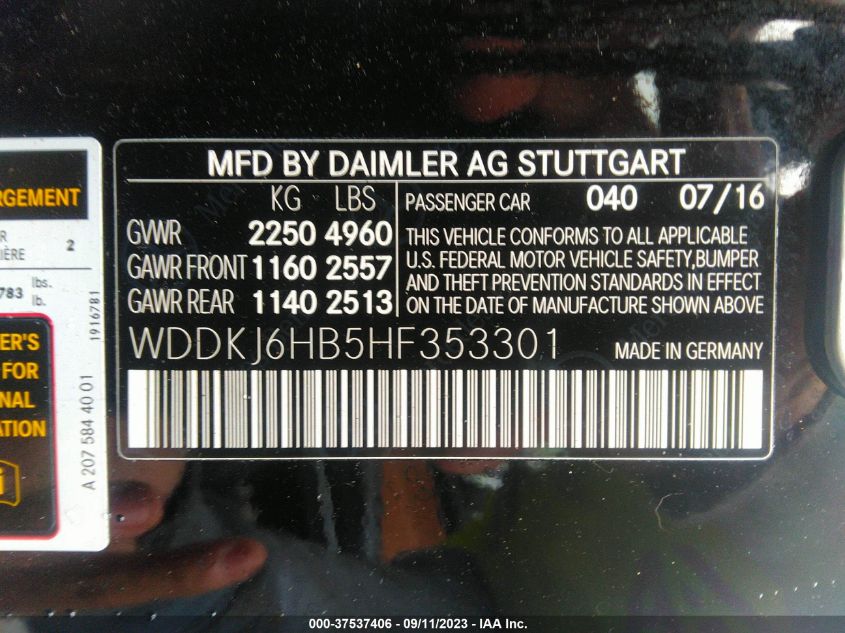 RGEMENT
2
IÈRE
783 lbs.
lb.
ER'S
FOR
NAL
ATION
1916781
A 207 584 40 01
MFD BY DAIMLER AG STUTTGART
KG LBS
GVWR 2250 4960
GAWR FRONT 1160 2557
GAWR REAR 1140 2513
PASSENGER CAR 040 07/16
THIS VEHICLE CONFORMS TO ALL APPLICABLE
U.S. FEDERAL MOTOR VEHICLE SAFETY,BUMPER
AND THEFT PREVENTION STANDARDS IN EFFECT
ON THE DATE OF MANUFACTURE SHOWN ABOVE
WDDKJ6HB5HF353301 MADE IN GERMANY
000-37537406 - 09/11/2023 - IAA Inc.